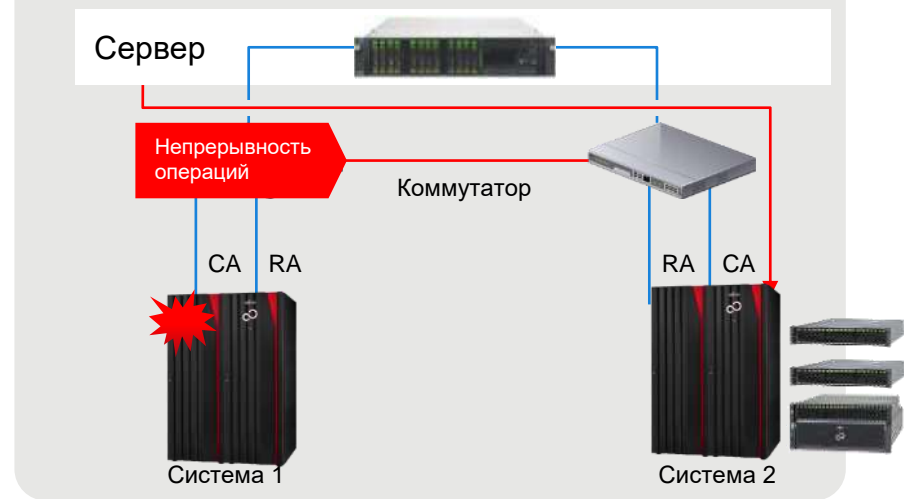 Сервер
Непрерывность
операций
Коммутатор
CA RA
RA CA
Система 1
Система 2